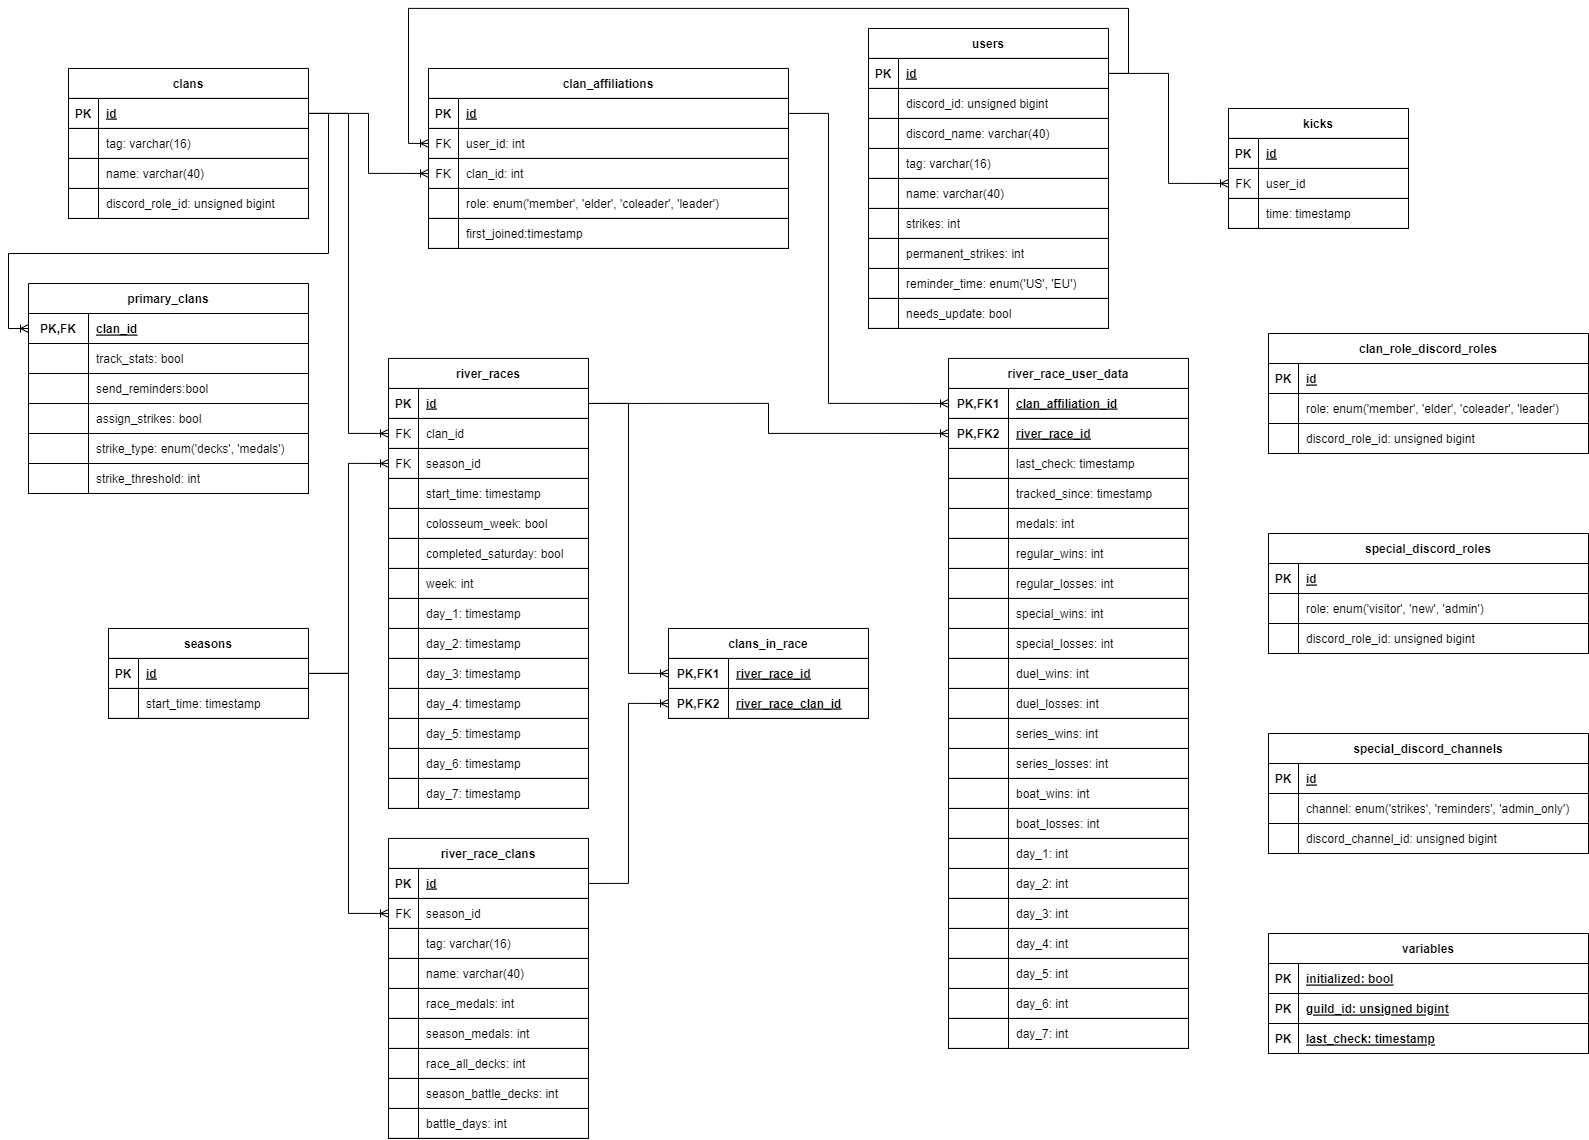 clans
PK id
tag: varchar(16)
name: varchar(40)
discord_role_id: unsigned bigint
clan_affiliations
PK id
FK user_id: int
FK clan_id: int
role: enum('member', 'elder', 'coleader', 'leader')
first_joined:timestamp
users
PK id
discord_id: unsigned bigint
discord_name: varchar(40)
tag: varchar(16)
name: varchar(40)
strikes: int
permanent_strikes: int
reminder_time: enum('US', 'EU')
needs_update: bool
kicks
PK id
FK user_id
time: timestamp
primary_clans
PK,FK clan_id
track_stats: bool
send_reminders:bool
assign_strikes: bool
strike_type: enum('decks', 'medals')
strike_threshold: int
river_races
PK id
FK clan_id
FK season_id
start_time: timestamp
colosseum_week: bool
completed_saturday: bool
week: int
day_1: timestamp
day_2: timestamp
day_3: timestamp
day_4: timestamp
day_5: timestamp
day_6: timestamp
day_7: timestamp
river_race_user_data
PK,FK1 clan_affiliation_id
PK,FK2 river_race_id
last_check: timestamp
tracked_since: timestamp
medals: int
regular_wins: int
regular_losses: int
special_wins: int
special_losses: int
duel_wins: int
duel_losses: int
series_wins: int
series_losses: int
boat_wins: int
boat_losses: int
day_1: int
day_2: int
day_3: int
day_4: int
day_5: int
day_6: int
day_7: int
clan_role_discord_roles
PK id
role: enum('member', 'elder', 'coleader', 'leader')
discord_role_id: unsigned bigint
special_discord_roles
PK id
role: enum('visitor', 'new', 'admin')
discord_role_id: unsigned bigint
seasons
PK id
start_time: timestamp
clans_in_race
PK,FK1 river_race_id
PK,FK2 river_race_clan_id
special_discord_channels
PK id
channel: enum('strikes', 'reminders', 'admin_only')
discord_channel_id: unsigned bigint
river_race_clans
PK id
FK season_id
tag: varchar(16)
name: varchar(40)
race_medals: int
season_medals: int
race_all_decks: int
season_battle_decks: int
battle_days: int
variables
PK initialized: bool
PK guild_id: unsigned bigint
PK last_check: timestamp